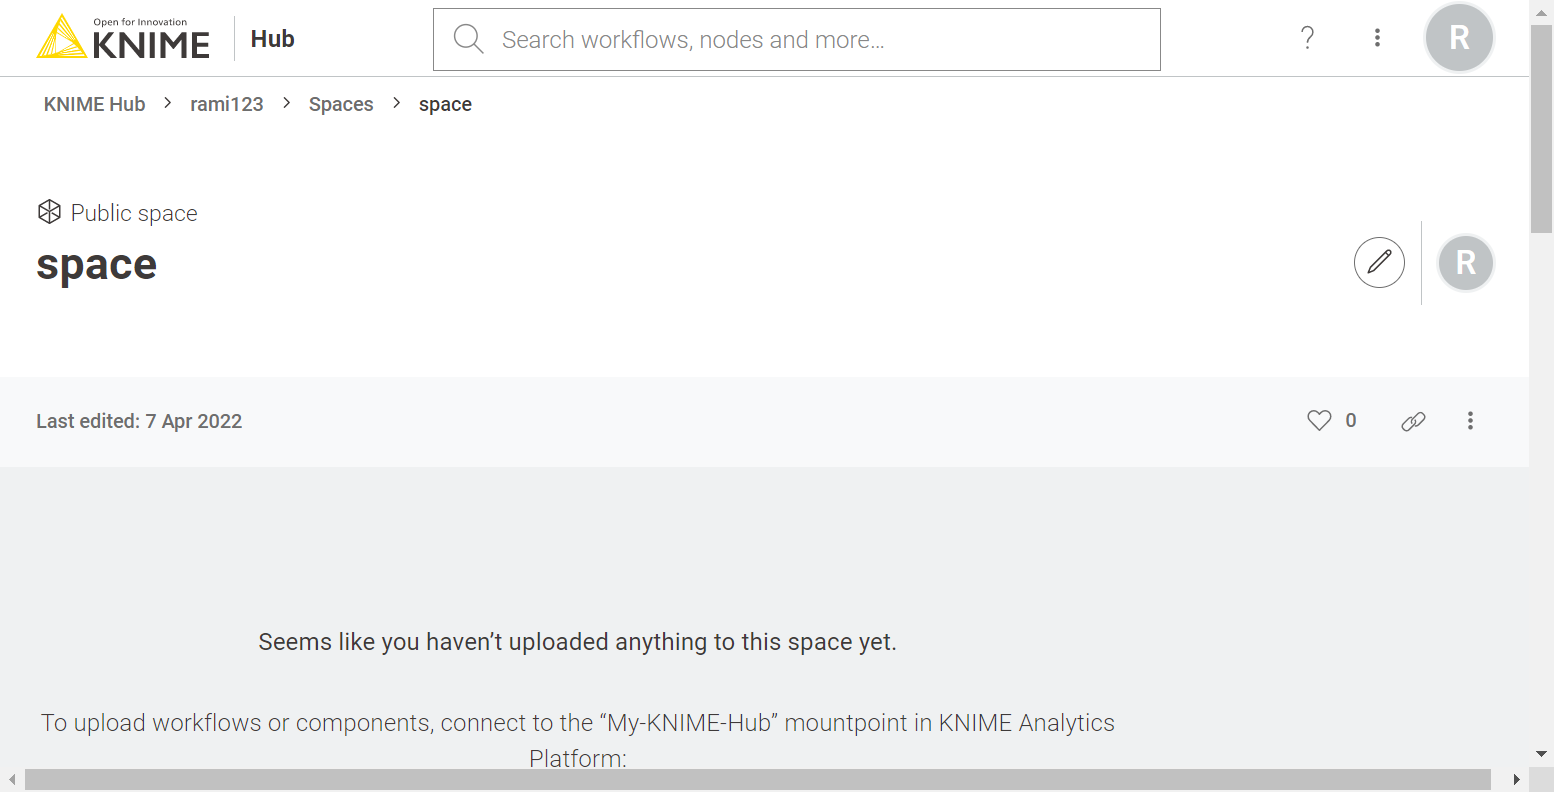 Open for Innovation
KNIME
Hub
Search workflows, nodes and more...
?
R
KNIME Hub > rami123 > Spaces > space
Public space
space
R
Last edited: 7 Apr 2022
0
Seems like you haven’t uploaded anything to this space yet.
To upload workflows or components, connect to the “My-KNIME-Hub” mountpoint in KNIME Analytics
Platform: